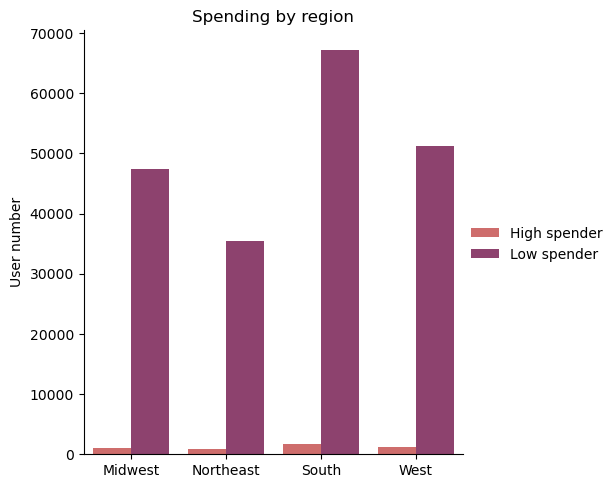 Spending by region
70000
60000
50000
40000
30000
20000
10000
0
User number
Midwest
Northeast
South
West
High spender
Low spender